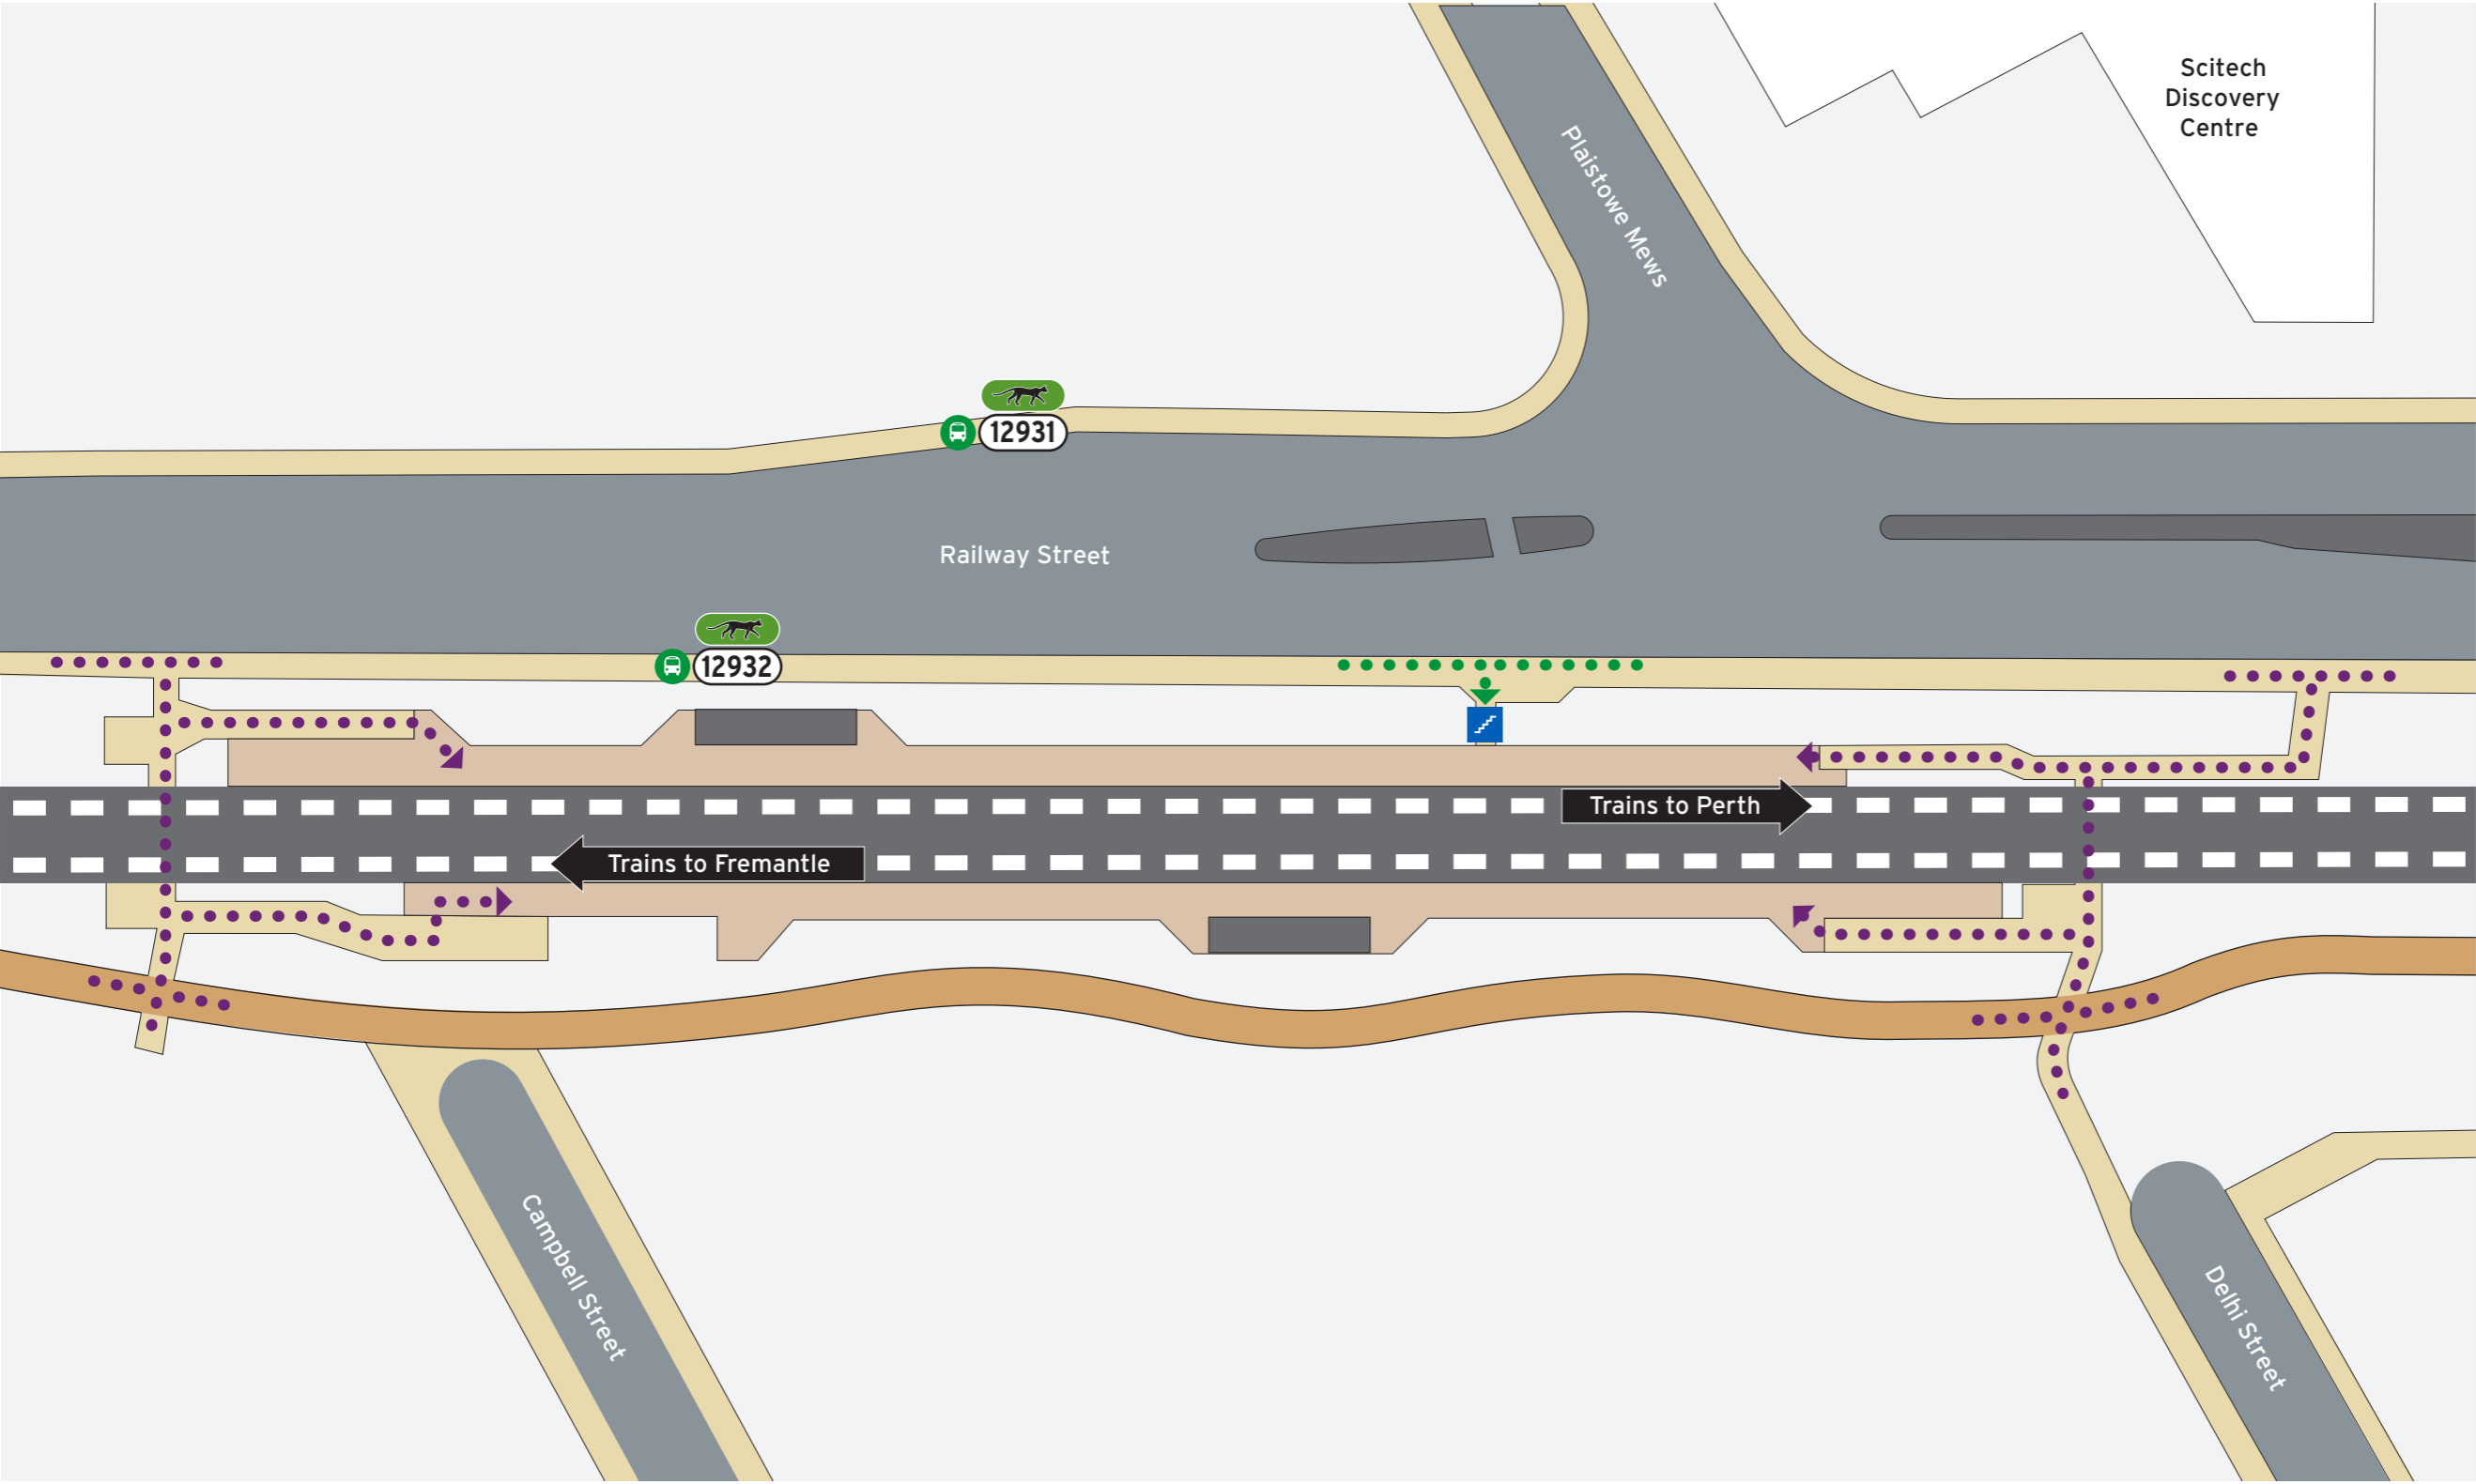 Scitech
Discovery
Centre
Plaistowe Mews
12931
Railway Street
12932
Trains to Perth
Trains to Fremantle
Campbell Street
Delhi Street